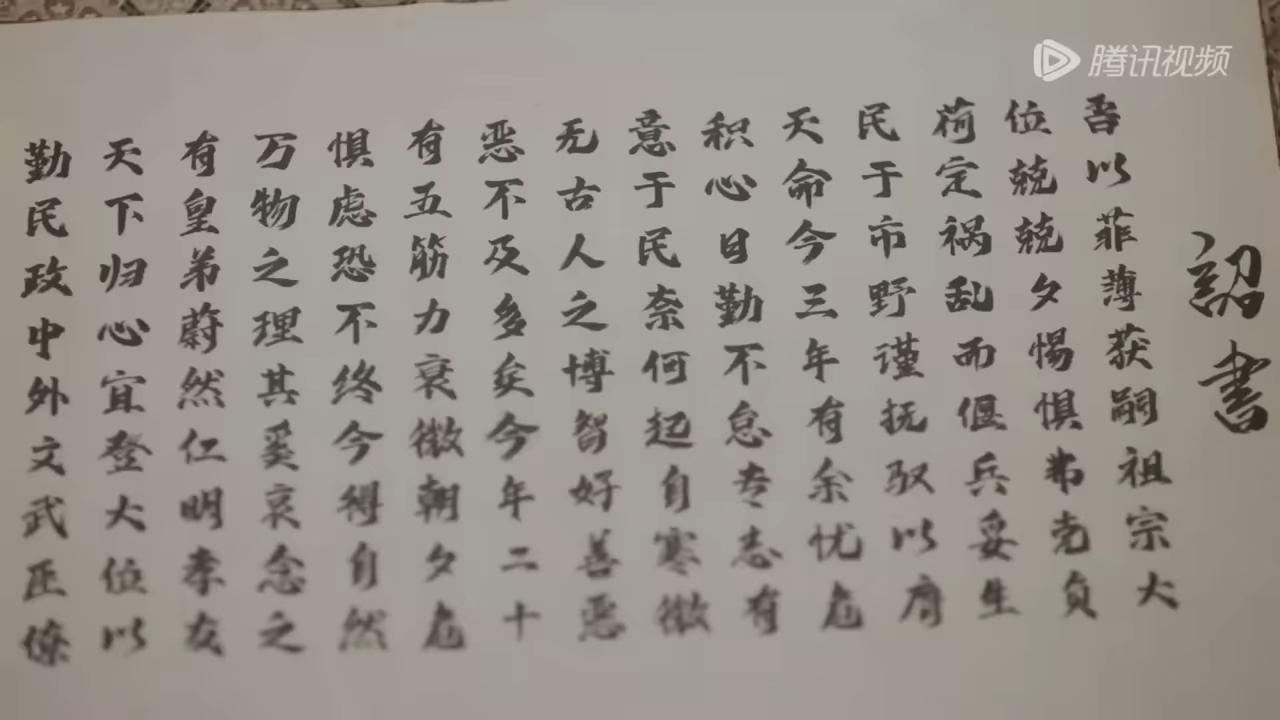 腾讯视频
詔書
吾以菲薄获嗣祖宗大
位兢兢夕惕惧弗克负
荷定祸乱而偃兵妥生
民于市野谨抚驭以膺
天命今三年有余忧危
积心日勤不怠专志有
意于民奈何起自寒微
无古人之博智好善恶
恶不及多矣今年二十
有五筋力衰微朝夕危
惧虑恐不终今得自然
万物之理其奚哀念之
有皇弟蔚然仁明孝友
天下归心宜登大位以
勤民政中外文武臣僚